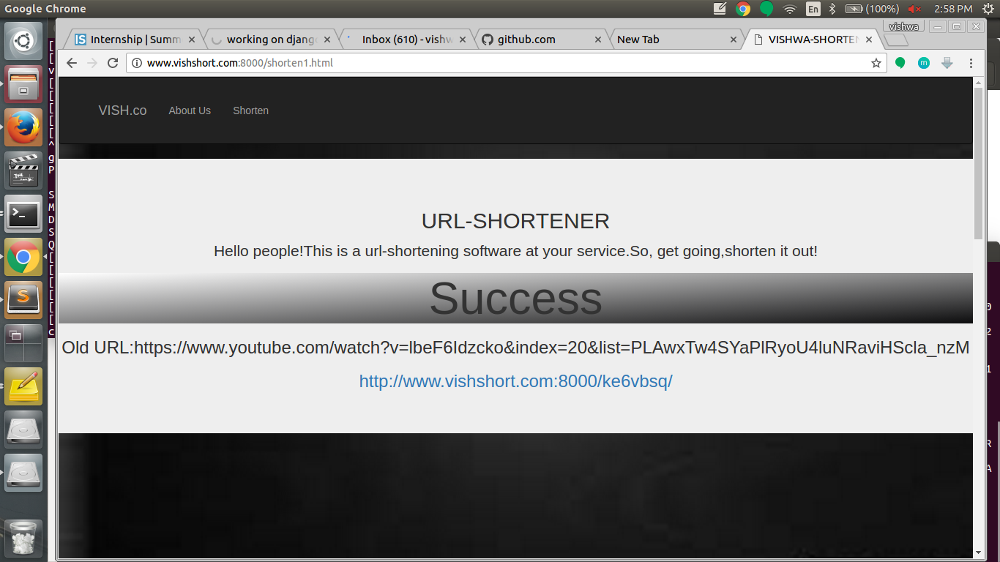 Google Chrome
En
(100%)
2:58 PM
vishwa
Internship | Summ
working on djang
Inbox (610) - vishw
github.com
New Tab
VISHWA-SHORTEN
www.vishshort.com:8000/shorten1.html
VISH.co
About Us
Shorten
URL-SHORTENER
Hello people!This is a url-shortening software at your service.So, get going,shorten it out!
Success
Old URL:https://www.youtube.com/watch?v=lbeF6Idzcko&index=20&list=PLAwxTw4SYaPlRyoU4luNRaviHScla_nzM
http://www.vishshort.com:8000/ke6vbsq/